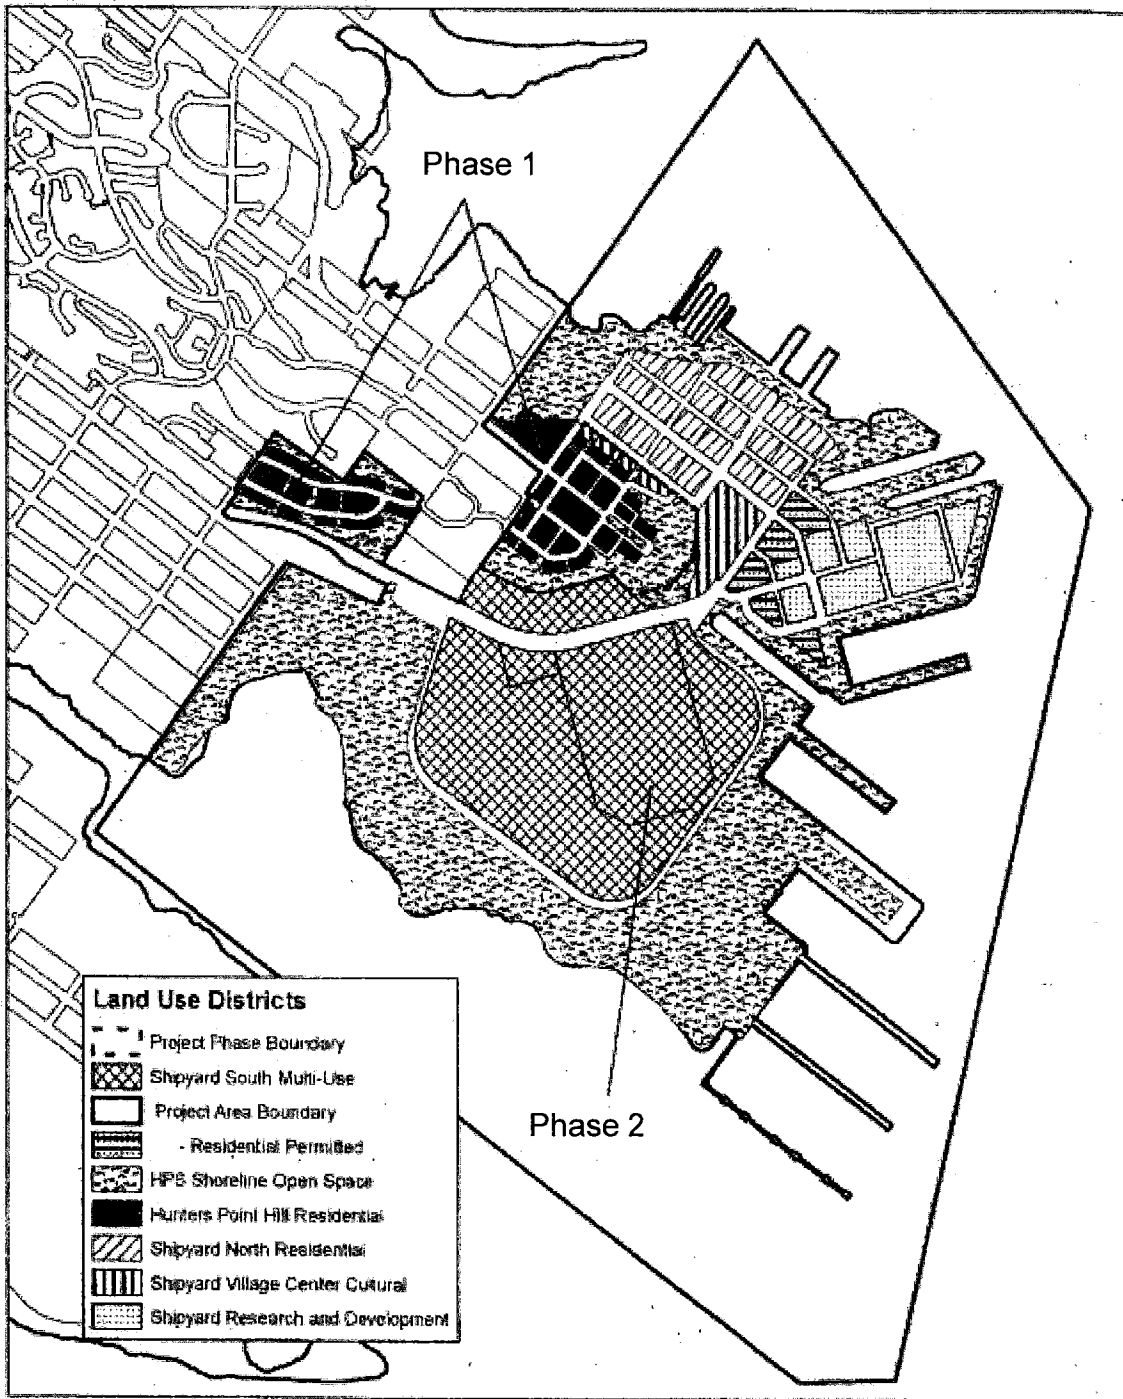 Phase 1
Phase 2
Land Use Districts
Project Phase Boundary
Shipyard South Multi-Use
Project Area Boundary
- Residential Permitted
HPS Shoreline Open Space
Hunters Point Hill Residential
Shipyard North Residential
Shipyard Village Center Cutural
Shipyard Research and Development